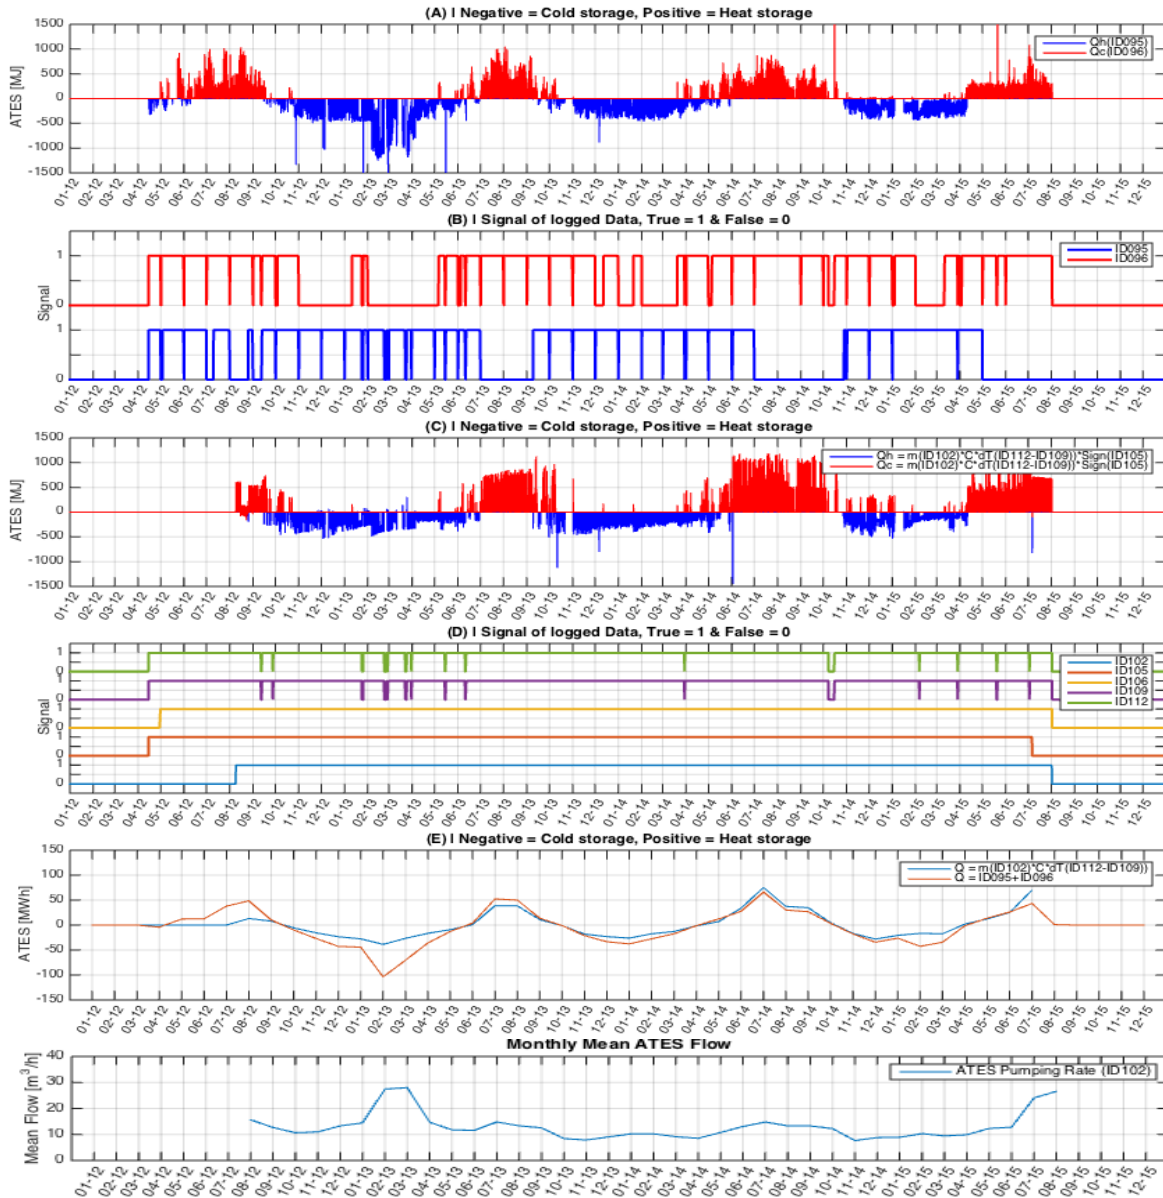 (A) | Negative = Cold storage, Positive = Heat storage
ATES [MJ]
1500
1000
500
0
-500
-1000
-1500
Qh(ID095)
Qc(ID096)
01-12 02-12 03-12 04-12 05-12 06-12 07-12 08-12 09-12 10-12 11-12 12-12 01-13 02-13 03-13 04-13 05-13 06-13 07-13 08-13 09-13 10-13 11-13 12-13 01-14 02-14 03-14 04-14 05-14 06-14 07-14 08-14 09-14 10-14 11-14 12-14 01-15 02-15 03-15 04-15 05-15 06-15 07-15 08-15 09-15 10-15 11-15 12-15
(B) | Signal of logged Data, True = 1 & False = 0
Signal
1
0
1
0
ID095
ID096
01-12 02-12 03-12 04-12 05-12 06-12 07-12 08-12 09-12 10-12 11-12 12-12 01-13 02-13 03-13 04-13 05-13 06-13 07-13 08-13 09-13 10-13 11-13 12-13 01-14 02-14 03-14 04-14 05-14 06-14 07-14 08-14 09-14 10-14 11-14 12-14 01-15 02-15 03-15 04-15 05-15 06-15 07-15 08-15 09-15 10-15 11-15 12-15
(C) | Negative = Cold storage, Positive = Heat storage
ATES [MJ]
1500
1000
500
0
-500
-1000
-1500
Qh = m(ID102)*C*dT(ID112-ID109))*Sign(ID105)
Qc = m(ID102)*C*dT(ID112-ID109))*Sign(ID105)
01-12 02-12 03-12 04-12 05-12 06-12 07-12 08-12 09-12 10-12 11-12 12-12 01-13 02-13 03-13 04-13 05-13 06-13 07-13 08-13 09-13 10-13 11-13 12-13 01-14 02-14 03-14 04-14 05-14 06-14 07-14 08-14 09-14 10-14 11-14 12-14 01-15 02-15 03-15 04-15 05-15 06-15 07-15 08-15 09-15 10-15 11-15 12-15
(D) | Signal of logged Data, True = 1 & False = 0
Signal
1
0
1
0
1
0
1
0
1
0
ID102
ID105
ID106
ID109
ID112
01-12 02-12 03-12 04-12 05-12 06-12 07-12 08-12 09-12 10-12 11-12 12-12 01-13 02-13 03-13 04-13 05-13 06-13 07-13 08-13 09-13 10-13 11-13 12-13 01-14 02-14 03-14 04-14 05-14 06-14 07-14 08-14 09-14 10-14 11-14 12-14 01-15 02-15 03-15 04-15 05-15 06-15 07-15 08-15 09-15 10-15 11-15 12-15
(E) | Negative = Cold storage, Positive = Heat storage
ATES [MWh]
150
100
50
0
-50
-100
-150
Q = m(ID102)*C*dT(ID112-ID109))
Q = ID095+ID096
01-12 02-12 03-12 04-12 05-12 06-12 07-12 08-12 09-12 10-12 11-12 12-12 01-13 02-13 03-13 04-13 05-13 06-13 07-13 08-13 09-13 10-13 11-13 12-13 01-14 02-14 03-14 04-14 05-14 06-14 07-14 08-14 09-14 10-14 11-14 12-14 01-15 02-15 03-15 04-15 05-15 06-15 07-15 08-15 09-15 10-15 11-15 12-15
Monthly Mean ATES Flow
Mean Flow [m³/h]
40
30
20
10
0
ATES Pumping Rate (ID102)
01-12 02-12 03-12 04-12 05-12 06-12 07-12 08-12 09-12 10-12 11-12 12-12 01-13 02-13 03-13 04-13 05-13 06-13 07-13 08-13 09-13 10-13 11-13 12-13 01-14 02-14 03-14 04-14 05-14 06-14 07-14 08-14 09-14 10-14 11-14 12-14 01-15 02-15 03-15 04-15 05-15 06-15 07-15 08-15 09-15 10-15 11-15 12-15